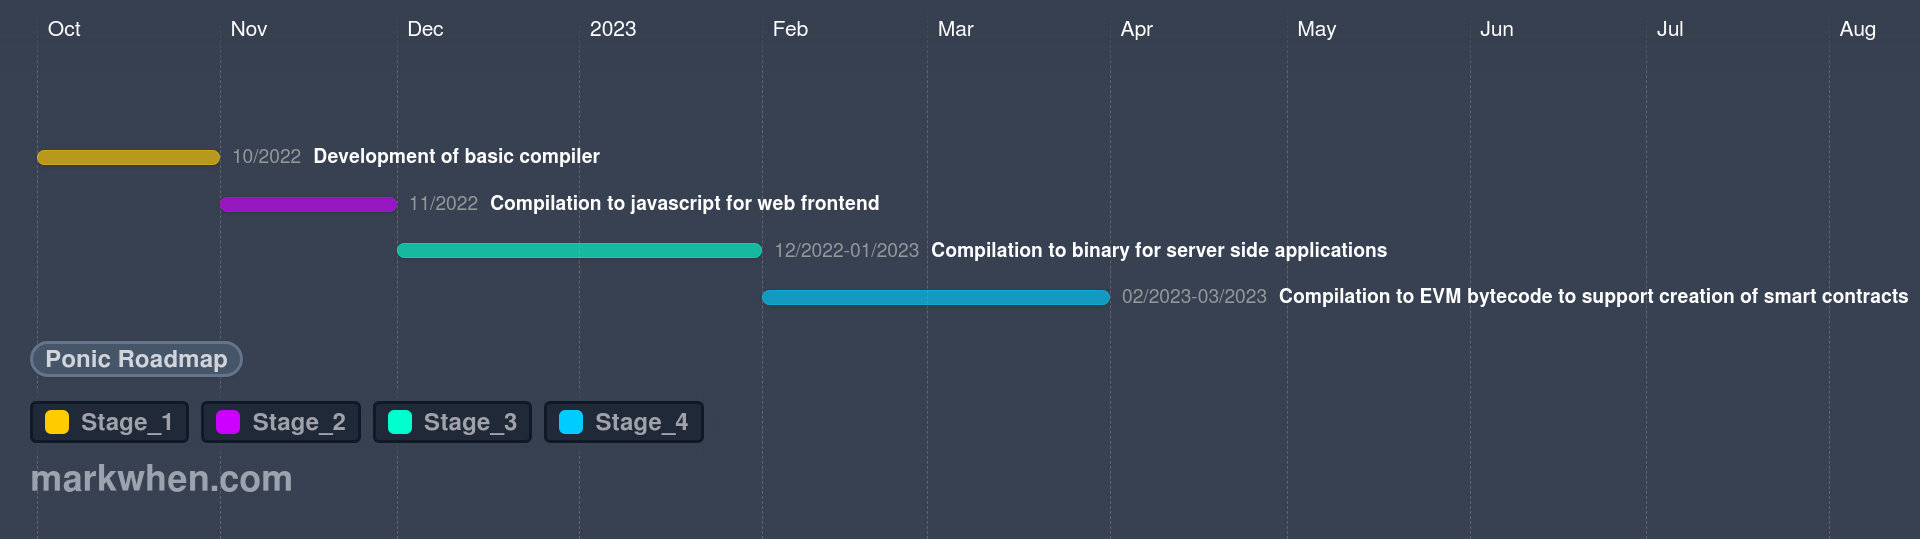 Oct Nov Dec 2023 Feb Mar Apr May Jun Jul Aug
10/2022 Development of basic compiler
11/2022 Compilation to javascript for web frontend
12/2022-01/2023 Compilation to binary for server side applications
02/2023-03/2023 Compilation to EVM bytecode to support creation of smart contracts
Ponic Roadmap
Stage_1 Stage_2 Stage_3 Stage_4
markwhen.com